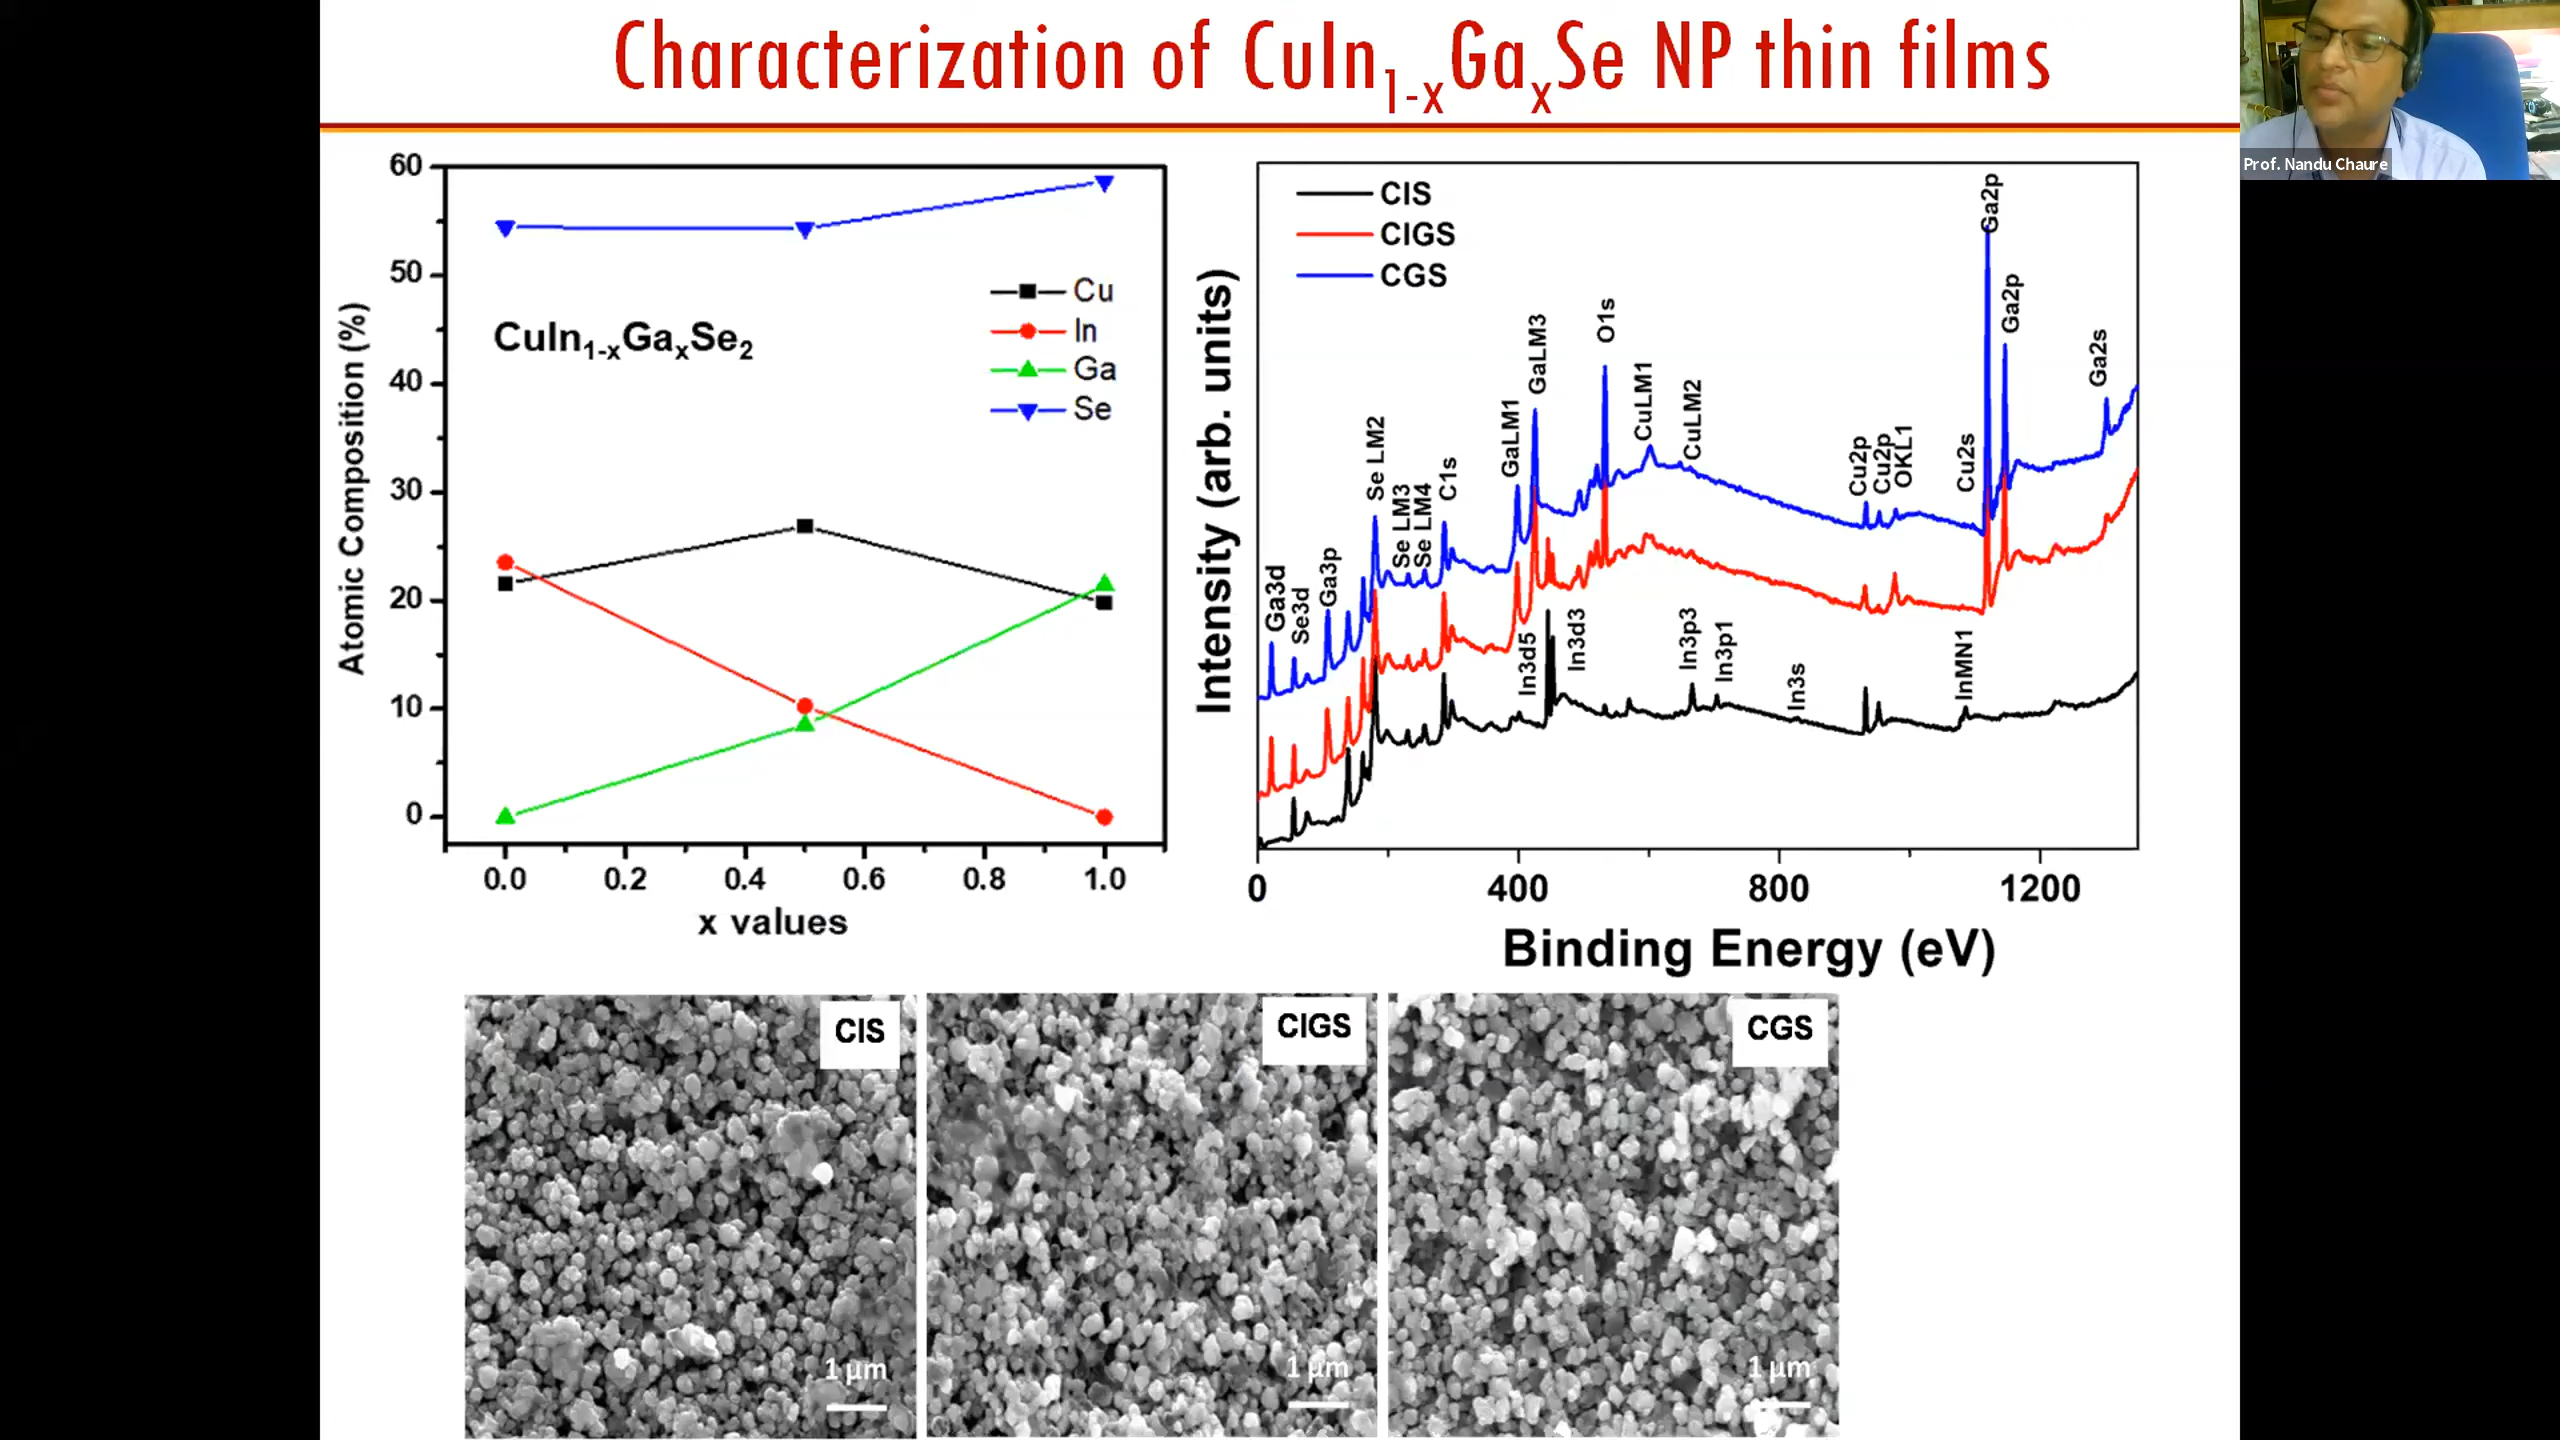 Characterization of CuIn1-xGaxSe NP thin films
Prof. Nandu Chaure
60
50
40
30
20
10
0
Atomic Composition (%)
CuIn1-xGaxSe2
Cu
In
Ga
Se
0.0 0.2 0.4 0.6 0.8 1.0
x values
CIS
CIGS
CGS
Intensity (arb. units)
Ga3d
Se3d
Ga3p
Se LM2
Se LM3
Se LM4
C1s
GaLM1
GaLM3
O1s
CuLM1
CuLM2
Cu2p
Cu2p
OKL1
Cu2s
Ga2p
Ga2p
Ga2s
In3d5
In3d3
In3p3
In3p1
In3s
InMN1
0 400 800 1200
Binding Energy (eV)
CIS
1 µm
CIGS
1 µm
CGS
1 µm